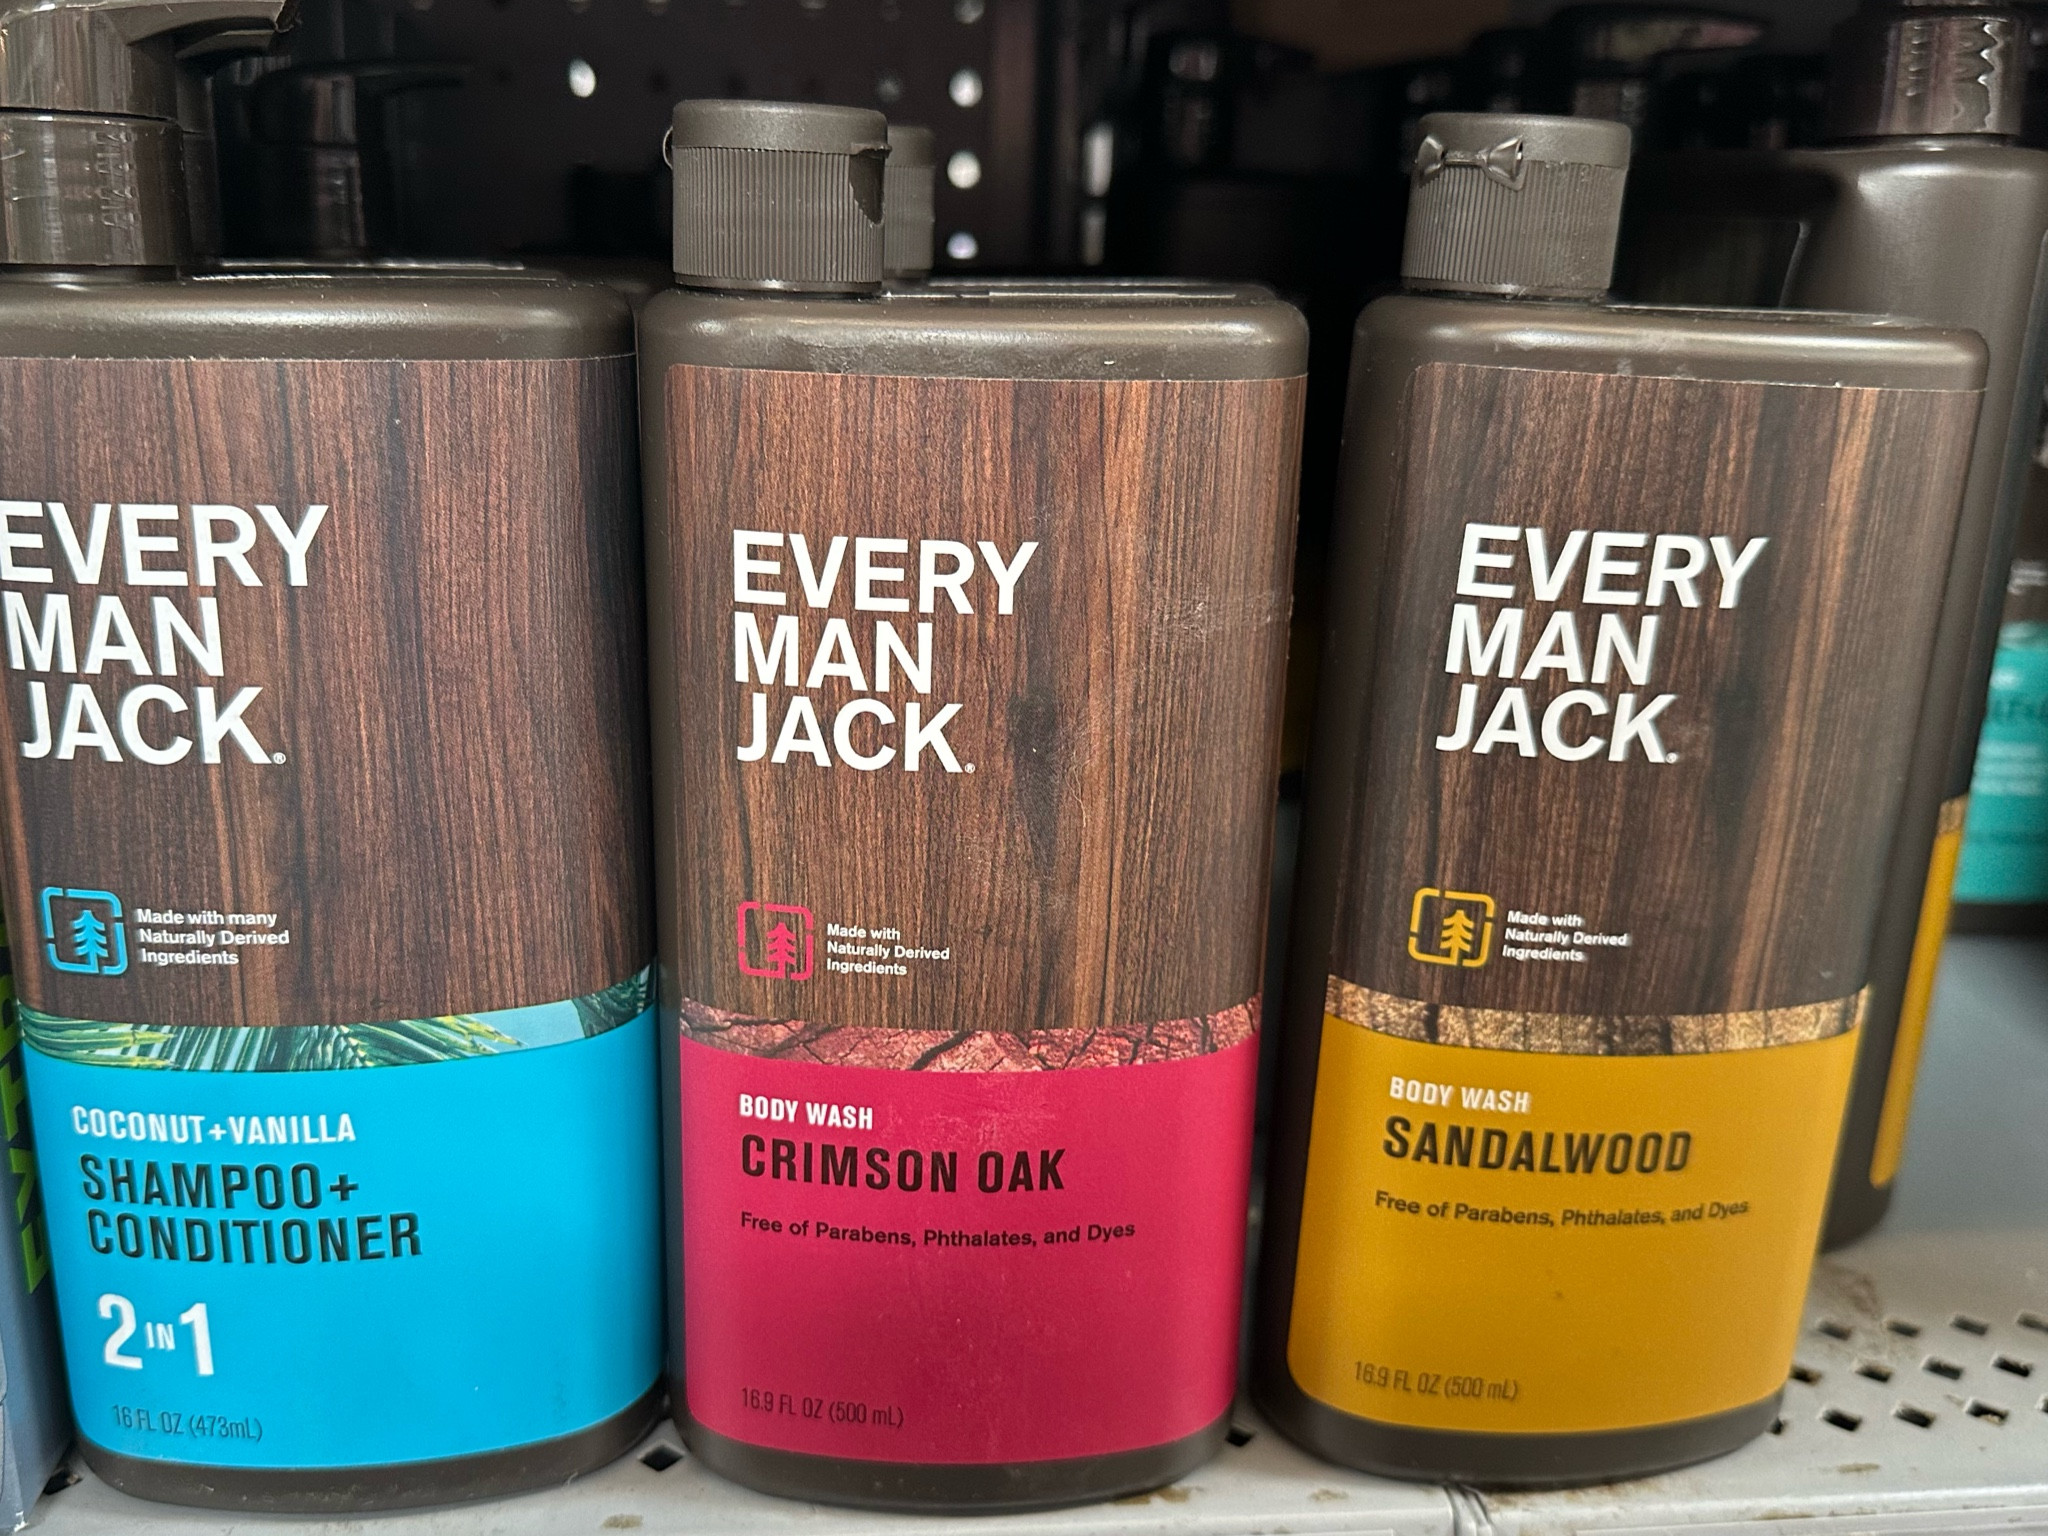 EVERY
MAN
JACK®
Made with many
Naturally Derived
Ingredients
COCONUT+VANILLA
SHAMPOO+
CONDITIONER
2 IN 1
16 FL OZ (473mL)
EVERY
MAN
JACK®
Made with
Naturally Derived
Ingredients
BODY WASH
CRIMSON OAK
Free of Parabens, Phthalates, and Dyes
16.9 FL OZ (500 mL)
EVERY
MAN
JACK®
Made with
Naturally Derived
Ingredients
BODY WASH
SANDALWOOD
Free of Parabens, Phthalates, and Dyes
16.9 FL OZ (500 mL)